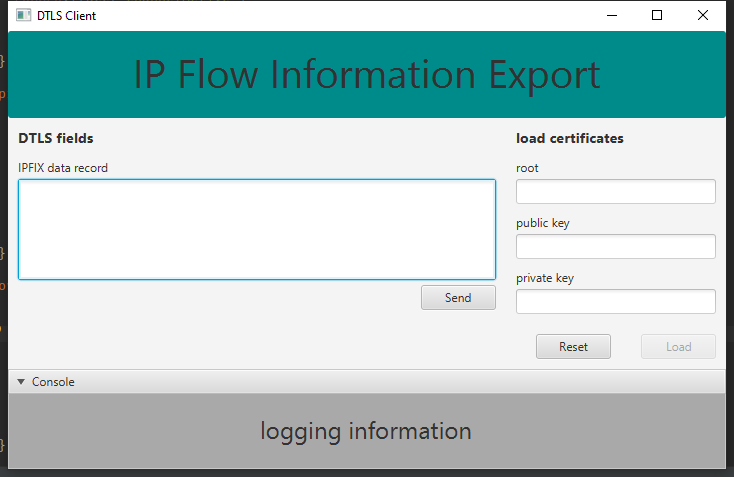 DTLS Client
IP Flow Information Export
DTLS fields
IPFIX data record
Send
load certificates
root
public key
private key
Reset
Load
Console
logging information